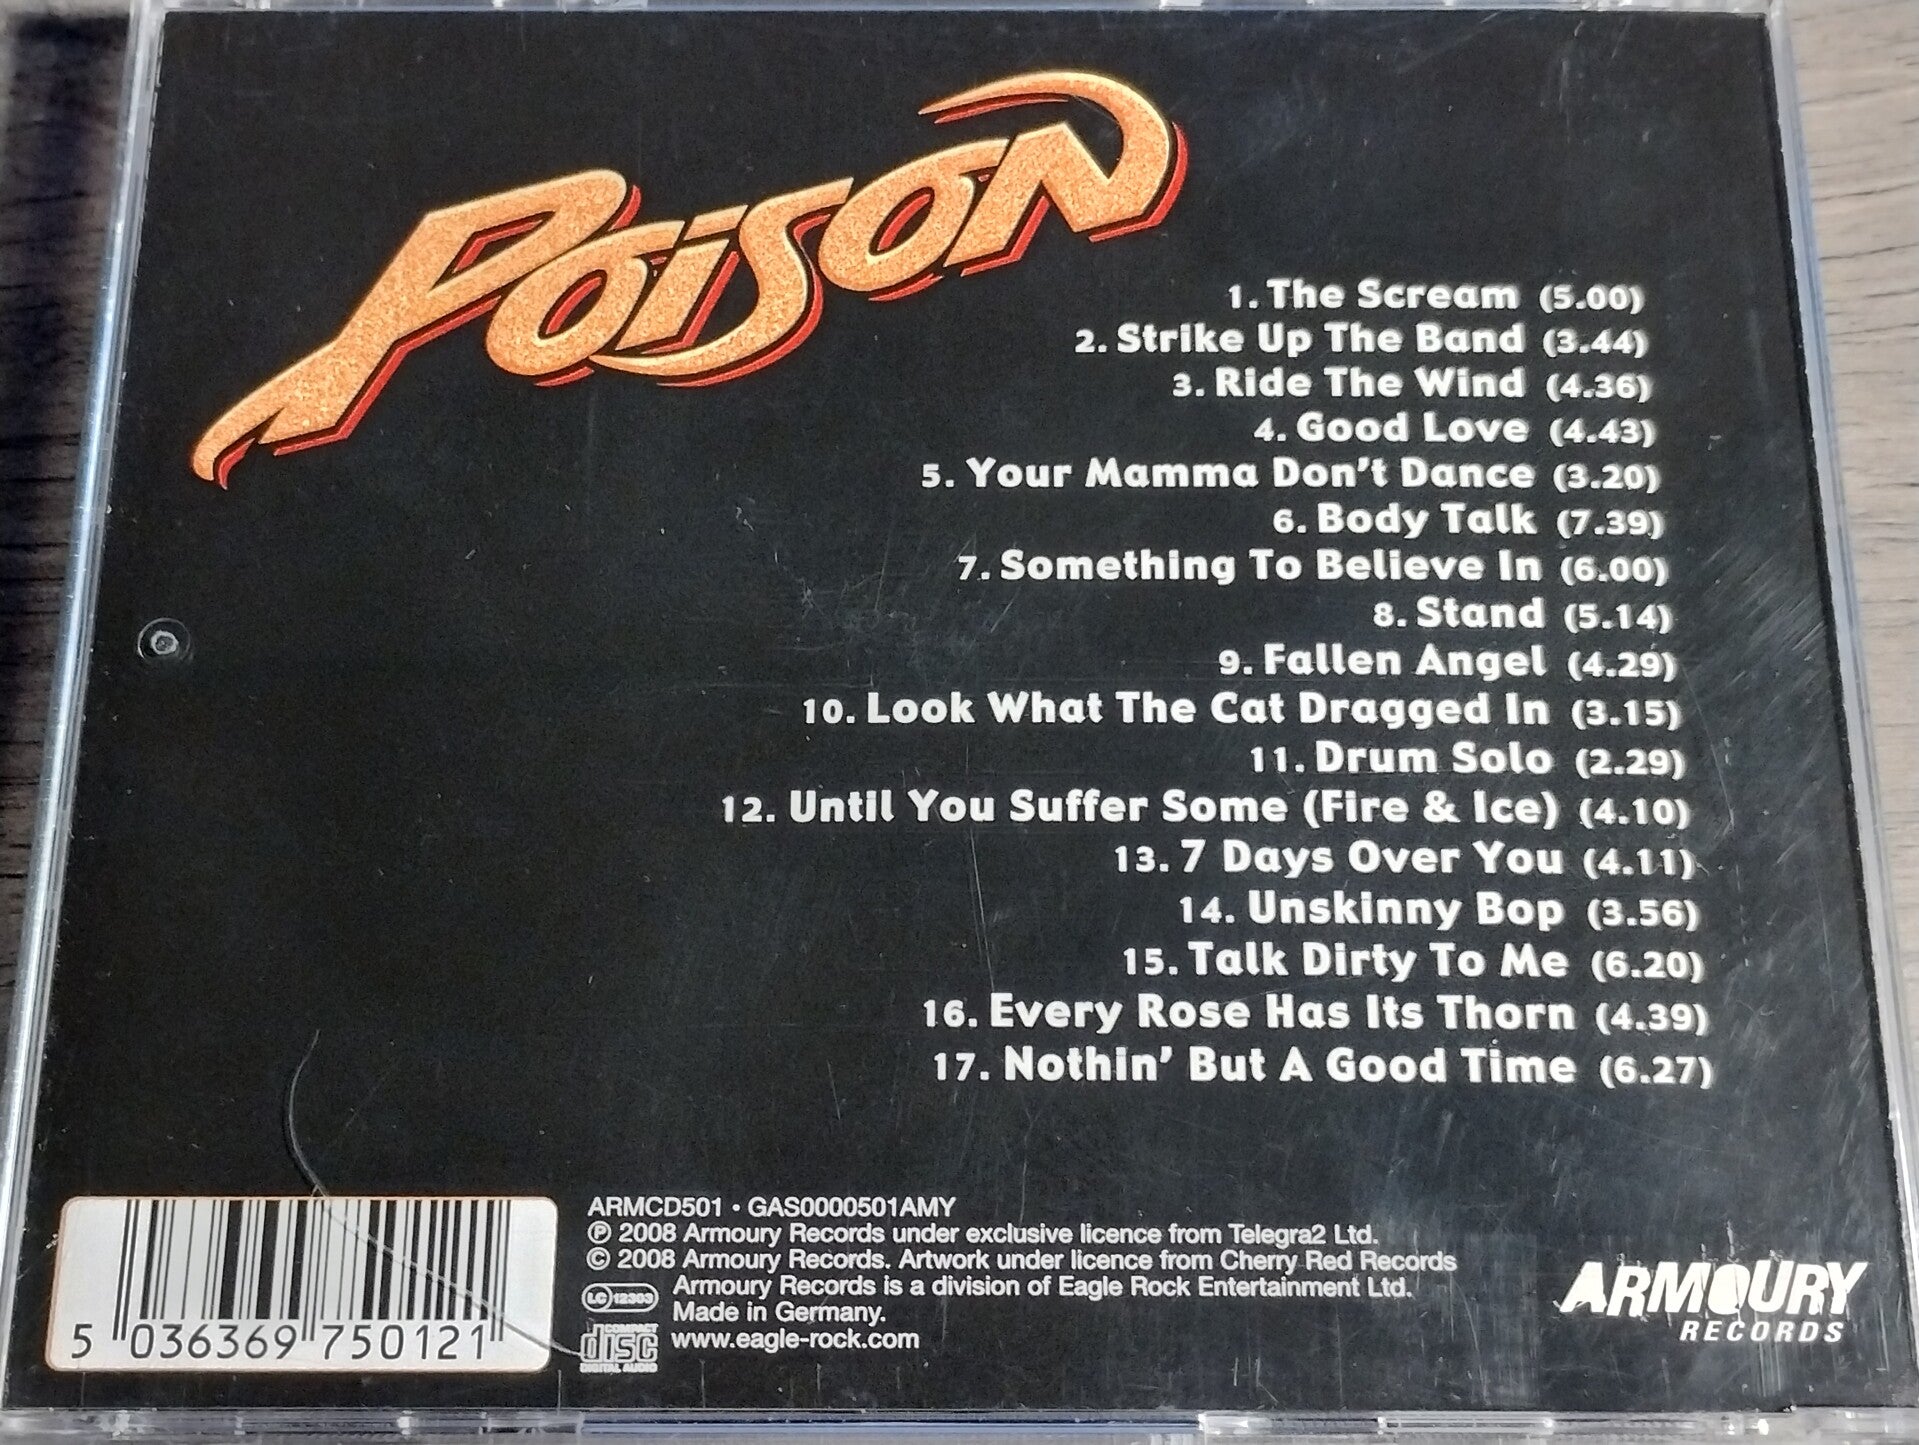 POISON
1. The Scream (5.00)
2. Strike Up The Band (3.44)
3. Ride The Wind (4.36)
4. Good Love (4.43)
5. Your Mamma Don't Dance (3.20)
6. Body Talk (7.39)
7. Something To Believe In (6.00)
8. Stand (5.14)
9. Fallen Angel (4.29)
10. Look What The Cat Dragged In (3.15)
11. Drum Solo (2.29)
12. Until You Suffer Some (Fire & Ice) (4.10)
13. 7 Days Over You (4.11)
14. Unskinny Bop (3.56)
15. Talk Dirty To Me (6.20)
16. Every Rose Has Its Thorn (4.39)
17. Nothin' But A Good Time (6.27)
5 036369 750121
ARMCD501 • GAS0000501AMY
℗ 2008 Armoury Records under exclusive licence from Telegra2 Ltd.
© 2008 Armoury Records. Artwork under licence from Cherry Red Records
Armoury Records is a division of Eagle Rock Entertainment Ltd.
LC 12303
Made in Germany.
www.eagle-rock.com
COMPACT
disc
DIGITAL AUDIO
ARMOURY
RECORDS